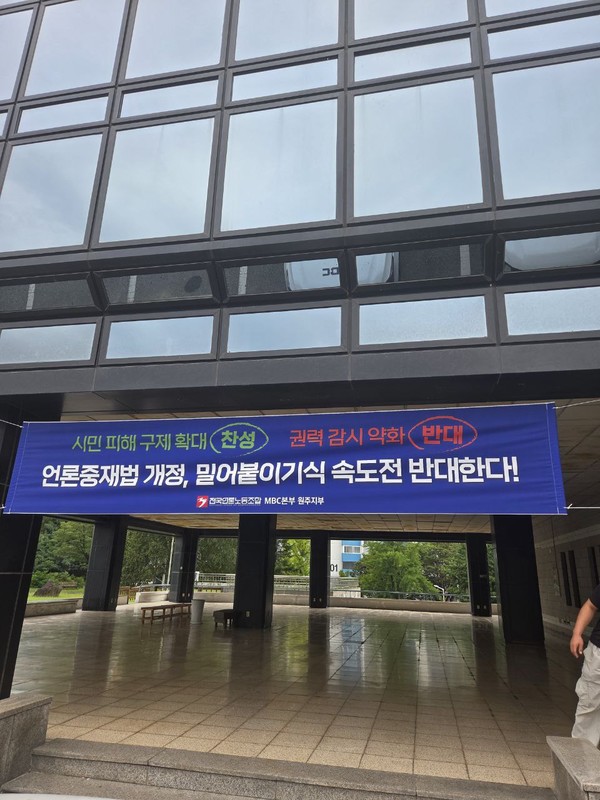 시민 피해 구제 확대 찬성 권력 감시 약화 반대
언론중재법 개정, 밀어붙이기식 속도전 반대한다!
전국언론노동조합 MBC본부 원주지부
01